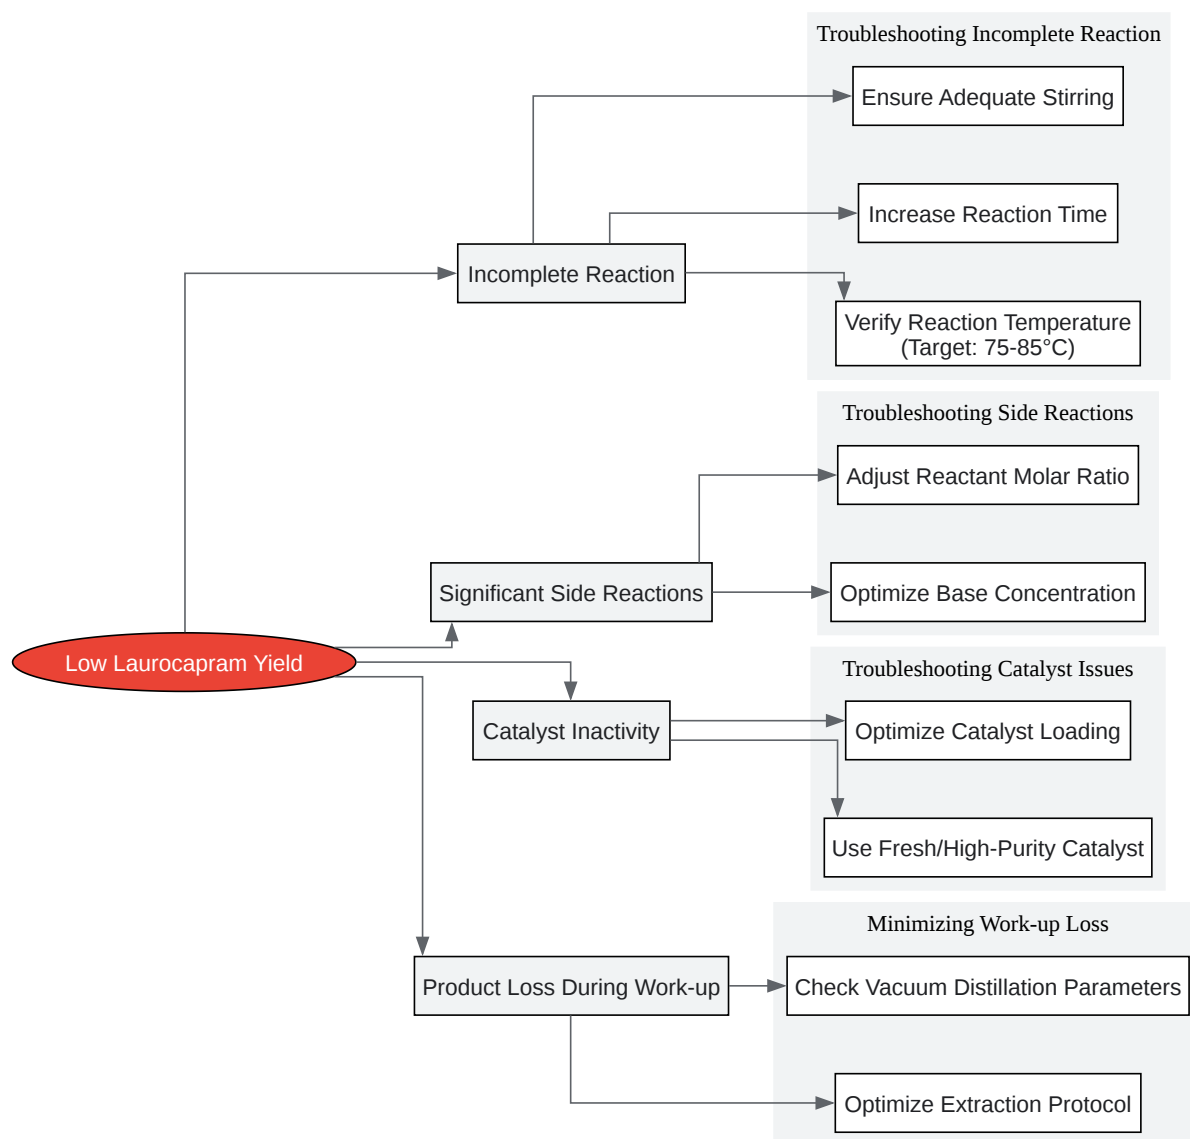 Troubleshooting Incomplete Reaction
Ensure Adequate Stirring
Increase Reaction Time
Incomplete Reaction
Verify Reaction Temperature
(Target: 75-85°C)
Troubleshooting Side Reactions
Adjust Reactant Molar Ratio
Significant Side Reactions
Optimize Base Concentration
Low Laurocapram Yield
Troubleshooting Catalyst Issues
Catalyst Inactivity
Optimize Catalyst Loading
Use Fresh/High-Purity Catalyst
Minimizing Work-up Loss
Product Loss During Work-up
Check Vacuum Distillation Parameters
Optimize Extraction Protocol